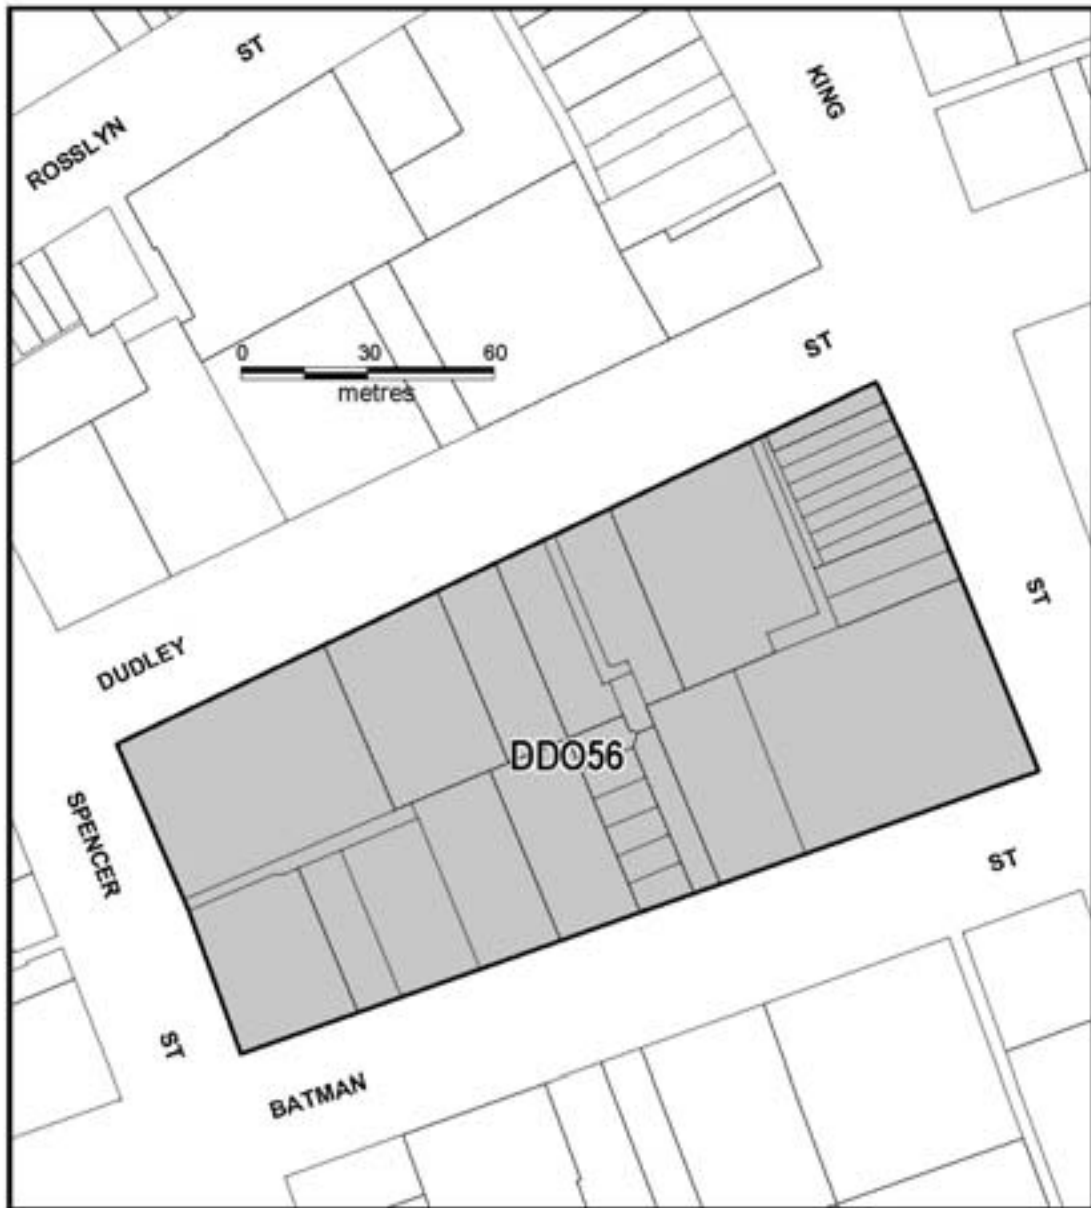 ST
ROSSLYN
KING
0 30 60
metres
ST
ST
DUDLEY
DDO56
SPENCER
ST
ST
BATMAN